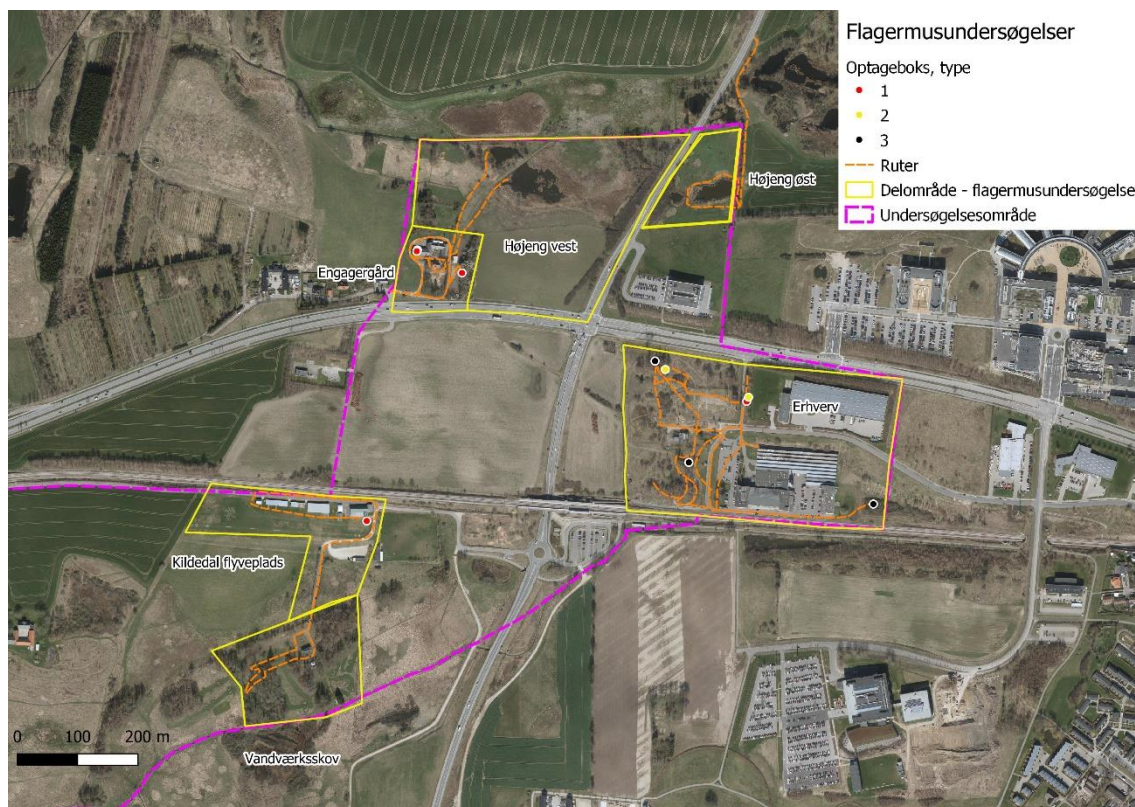 Flagermusundersøgelser
Optageboks, type
1
2
3
Ruter
Delområde - flagermusundersøgelse
Undersøgelsesområde
Højeng øst
Højeng vest
Engagergård
Erhverv
Kildedal flyveplads
Vandværksskov
0 100 200 m